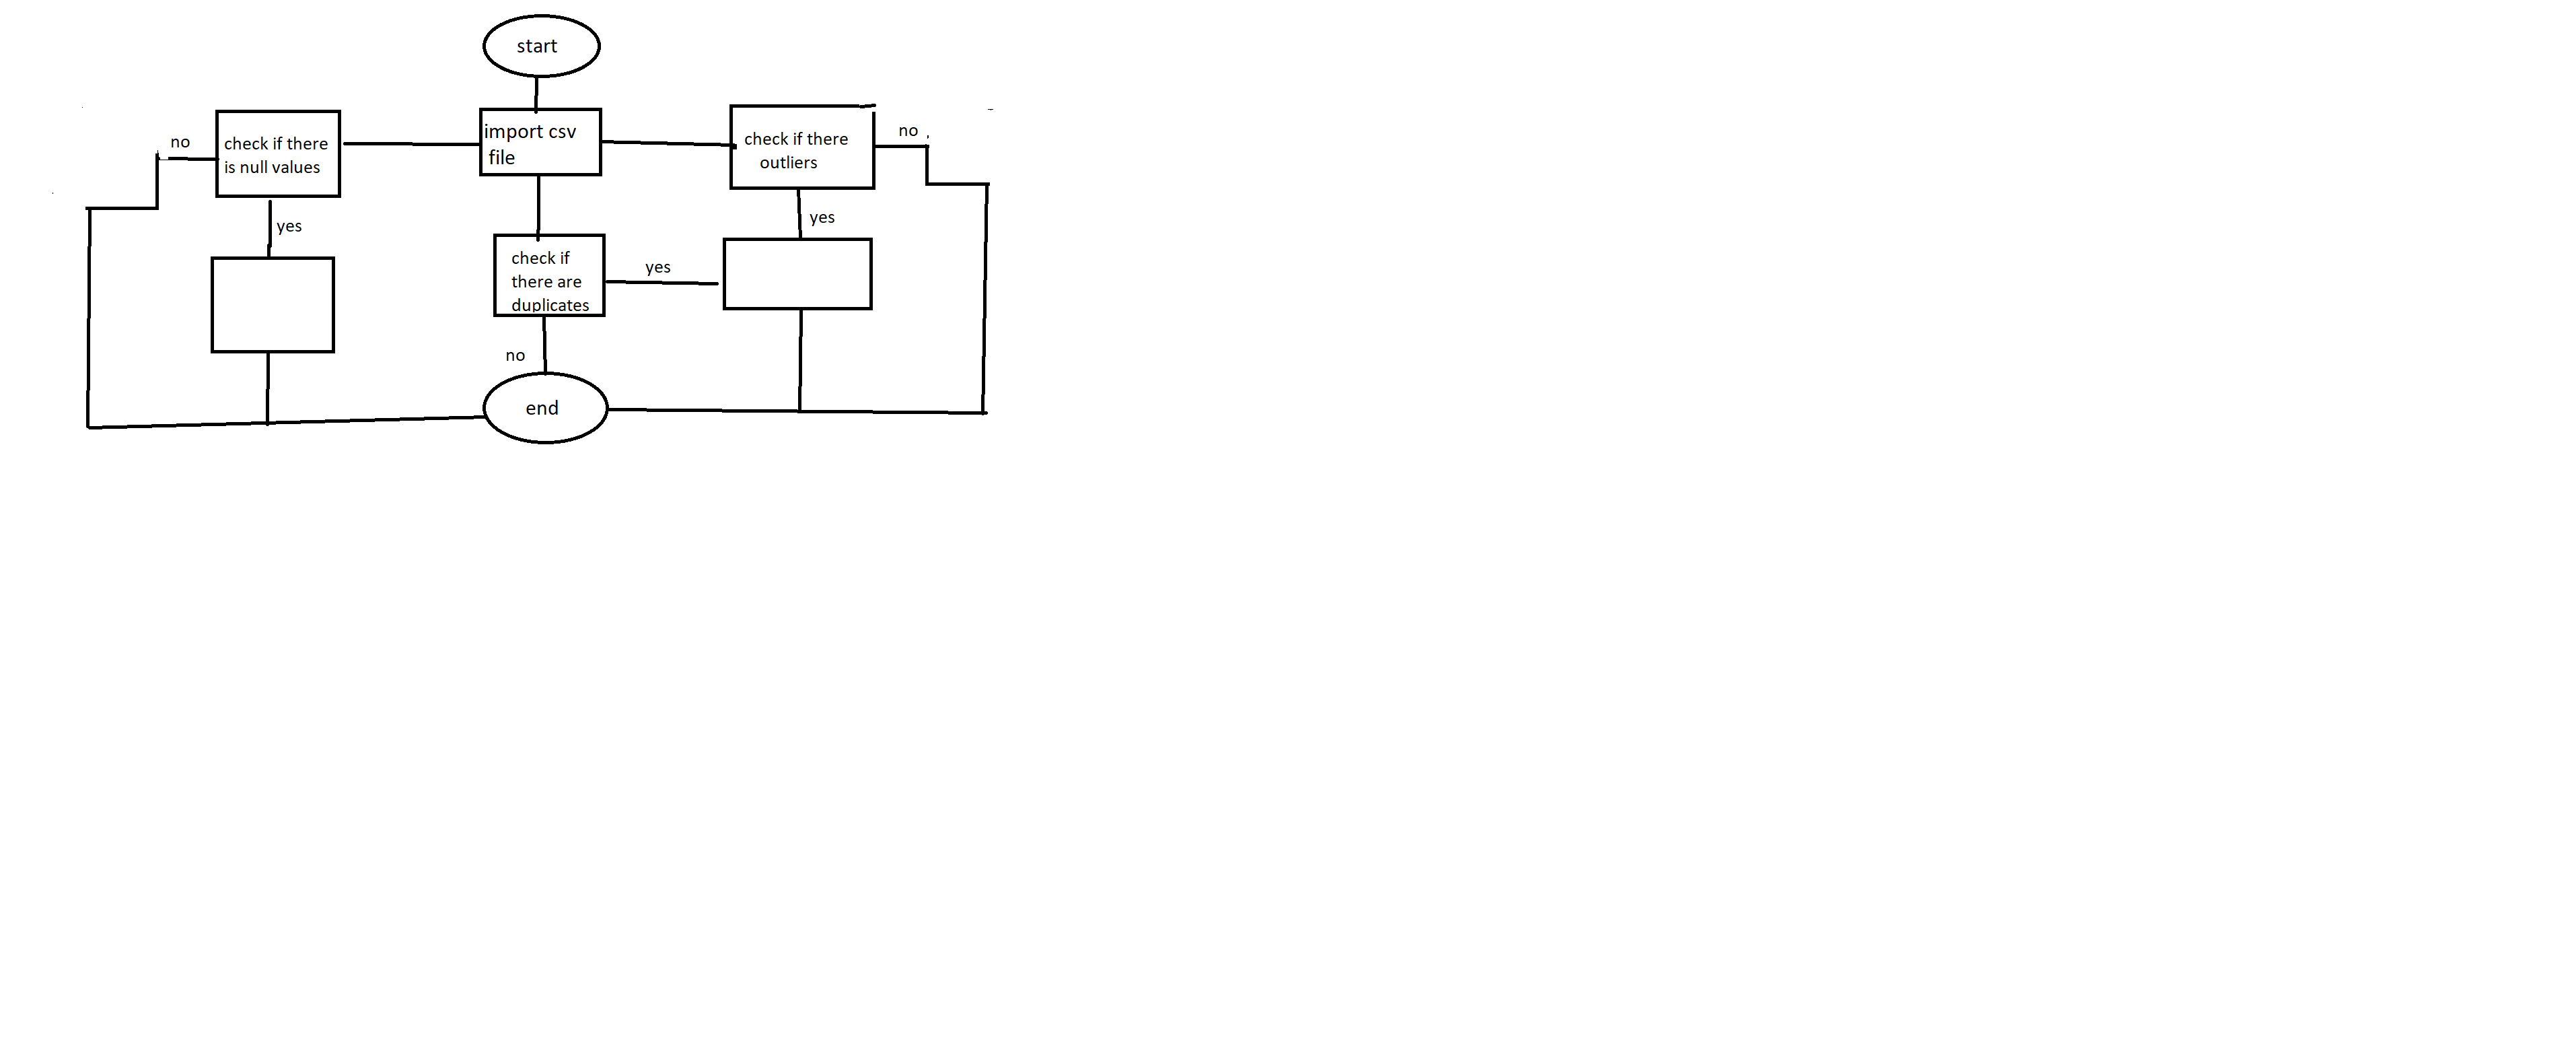 start
no
check if there
is null values
import csv
file
check if there
outliers
no
yes
yes
check if
there are
duplicates
yes
no
end